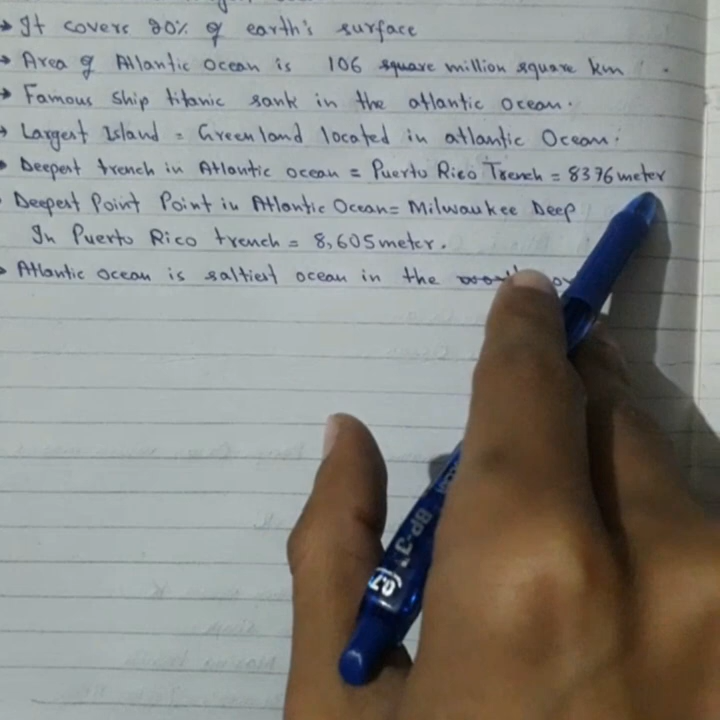 → It covers 20% of earth's surface
→ Area of Atlantic Ocean is 106 square million square km .
→ Famous Ship titanic sank in the atlantic Ocean.
→ Largest Island = Greenland located in atlantic Ocean.
Deepest trench in Atlantic ocean = Puerto Rico Trench = 8376 meter
Deepest Point Point in Atlantic Ocean = Milwaukee Deep
In Puerto Rico trench = 8,605 meter.
Atlantic ocean is saltiest ocean in the
0.7